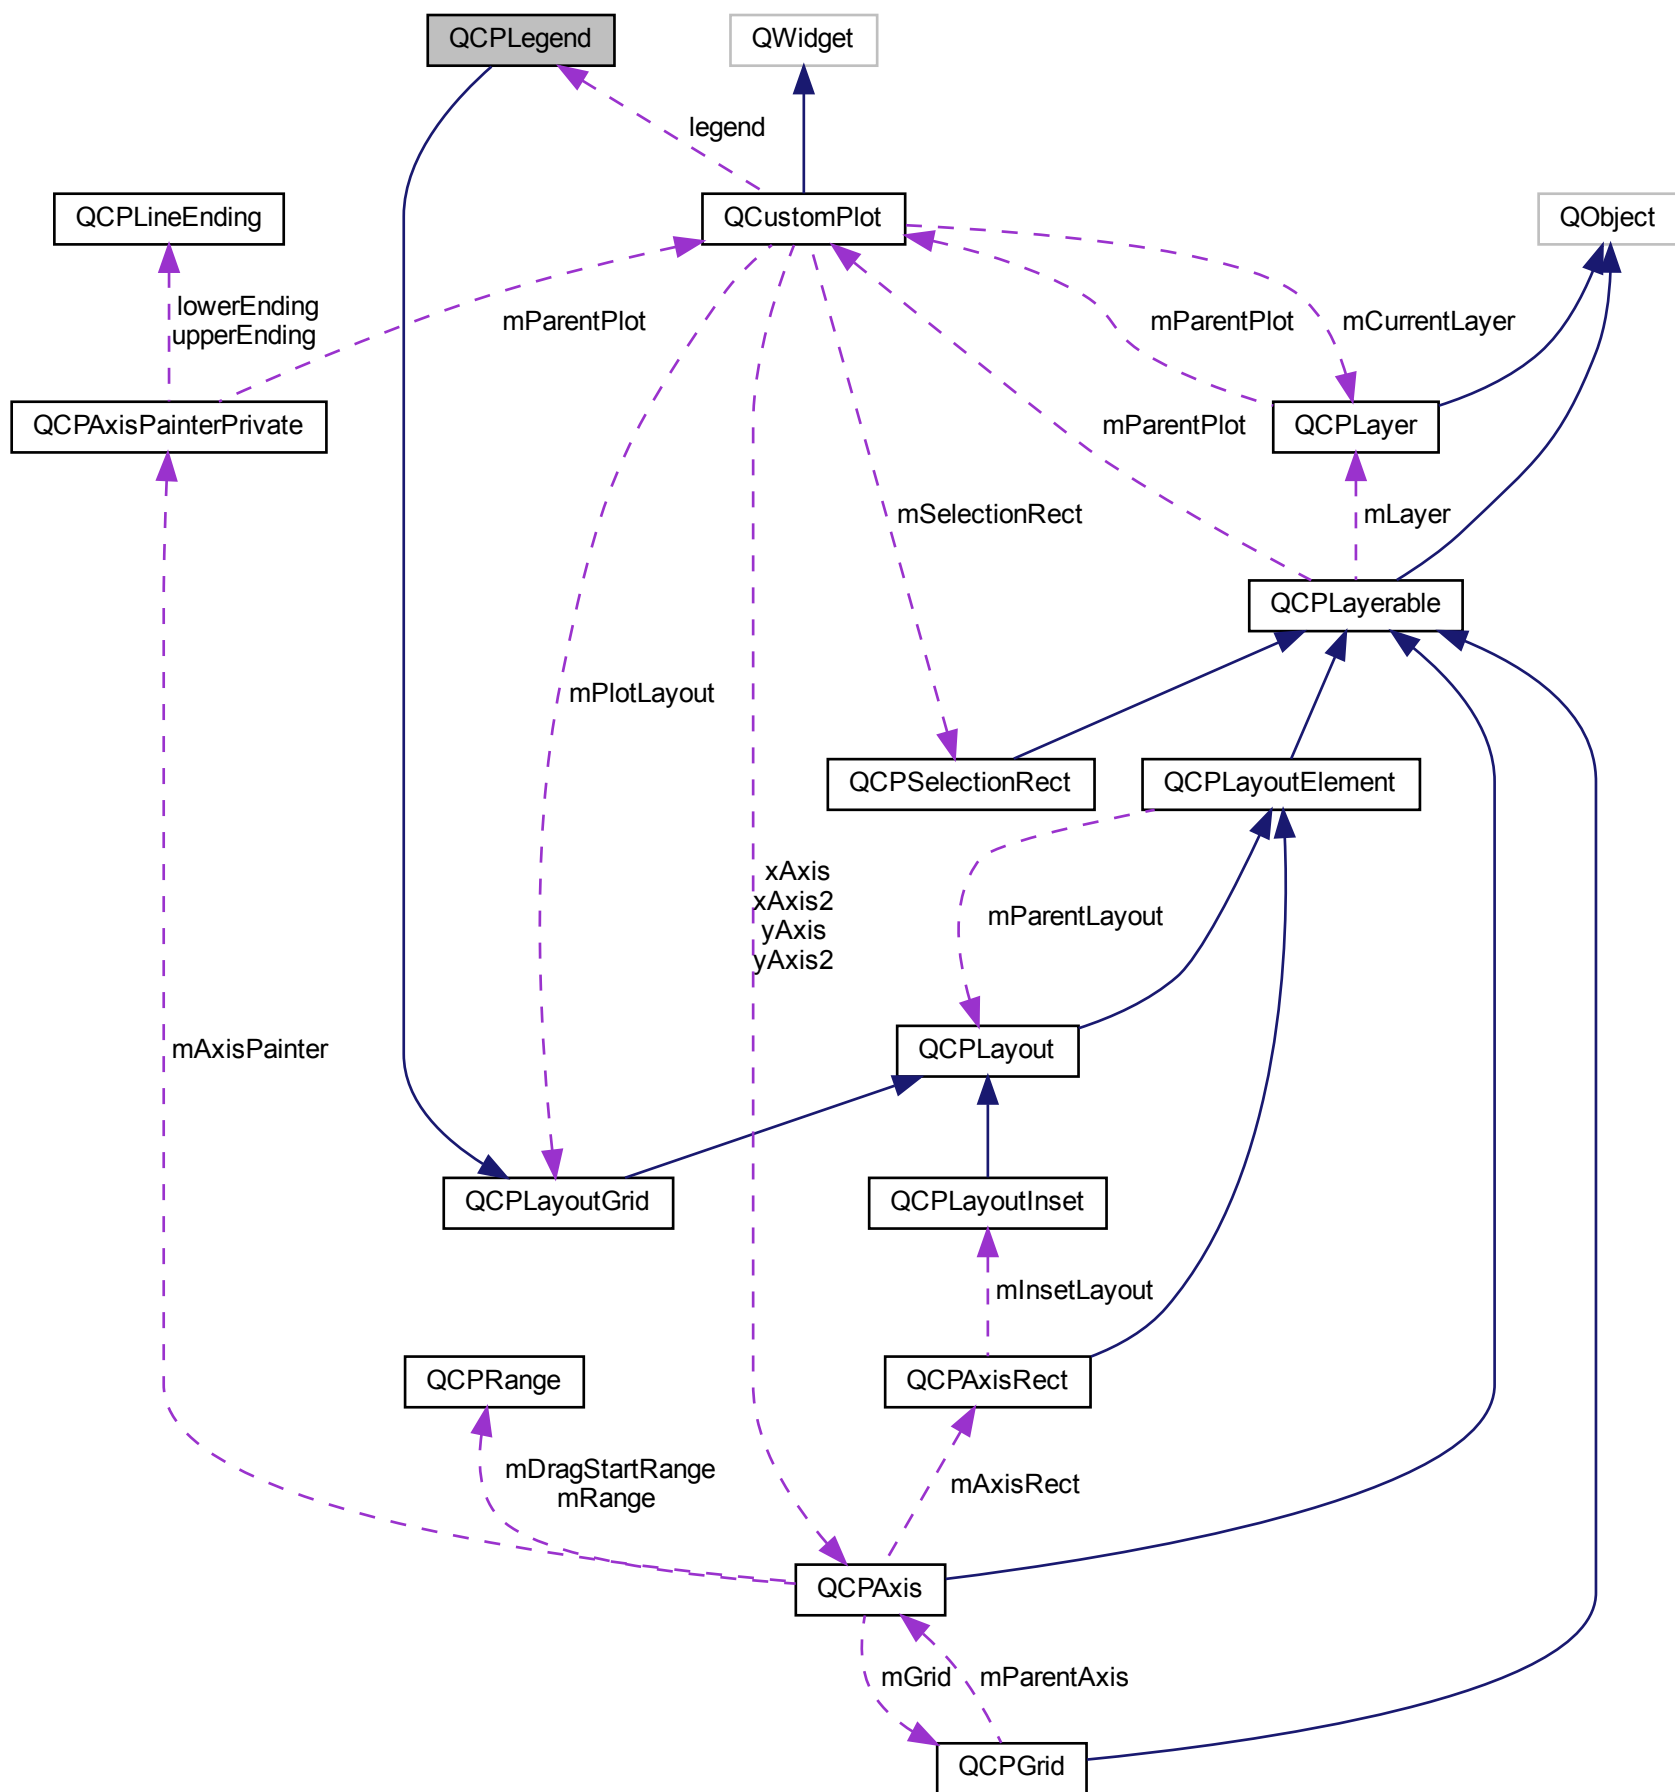 QCPLegend
QWidget
legend
QCPLineEnding
QCustomPlot
QObject
lowerEnding
upperEnding
mParentPlot
mParentPlot
mCurrentLayer
QCPAxisPainterPrivate
QCPLayer
mParentPlot
mSelectionRect
mLayer
QCPLayerable
mPlotLayout
QCPSelectionRect
QCPLayoutElement
xAxis
xAxis2
yAxis
yAxis2
mParentLayout
mAxisPainter
QCPLayout
QCPLayoutGrid
QCPLayoutInset
mInsetLayout
QCPRange
QCPAxisRect
mDragStartRange
mRange
mAxisRect
QCPAxis
mGrid
mParentAxis
QCPGrid